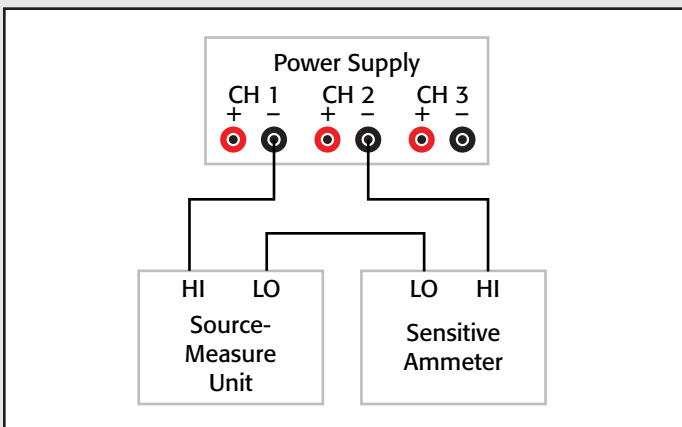 Power Supply
CH 1 CH 2 CH 3
+ – + – + –
HI LO LO HI
Source-
Measure
Unit
Sensitive
Ammeter